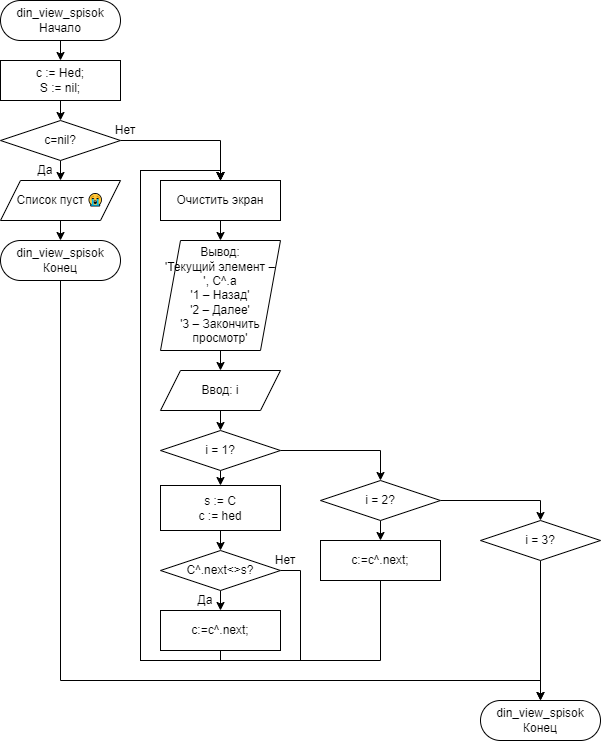 din_view_spisok
Начало
c := Hed;
S := nil;
c=nil?
Нет
Да
Список пуст 😭
din_view_spisok
Конец
Очистить экран
Вывод:
'Текущий элемент –
', C^.a
'1 – Назад'
'2 – Далее'
'3 – Закончить
просмотр'
Ввод: i
i = 1?
s := C
c := hed
C^.next<>s?
Нет
Да
c:=c^.next;
i = 2?
c:=c^.next;
i = 3?
din_view_spisok
Конец